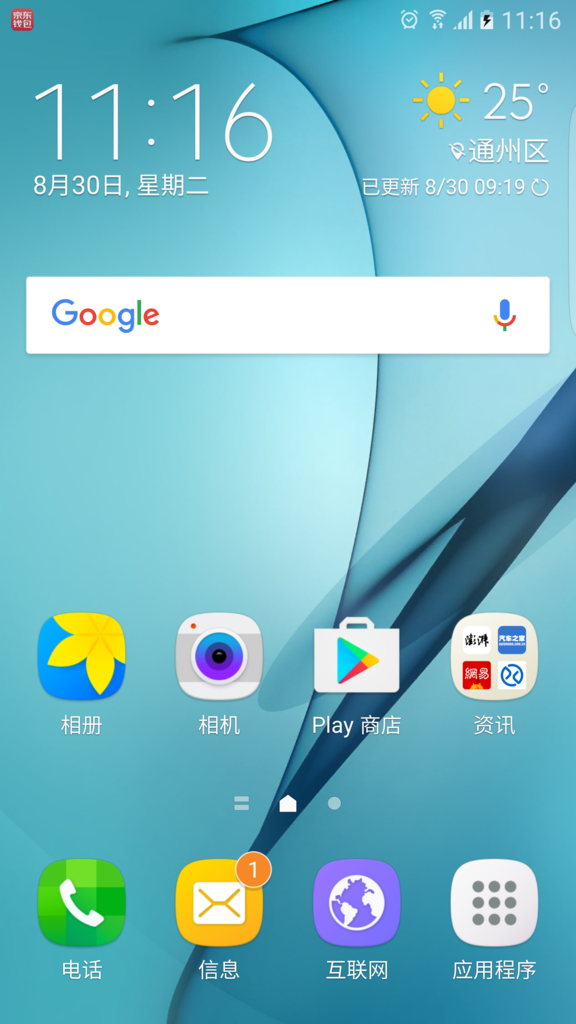 京东
钱包
11:16
11:16
8月30日, 星期二
25°
通州区
已更新 8/30 09:19
Google
澎湃
汽车之家
網易
相册
相机
Play 商店
资讯
1
电话
信息
互联网
应用程序